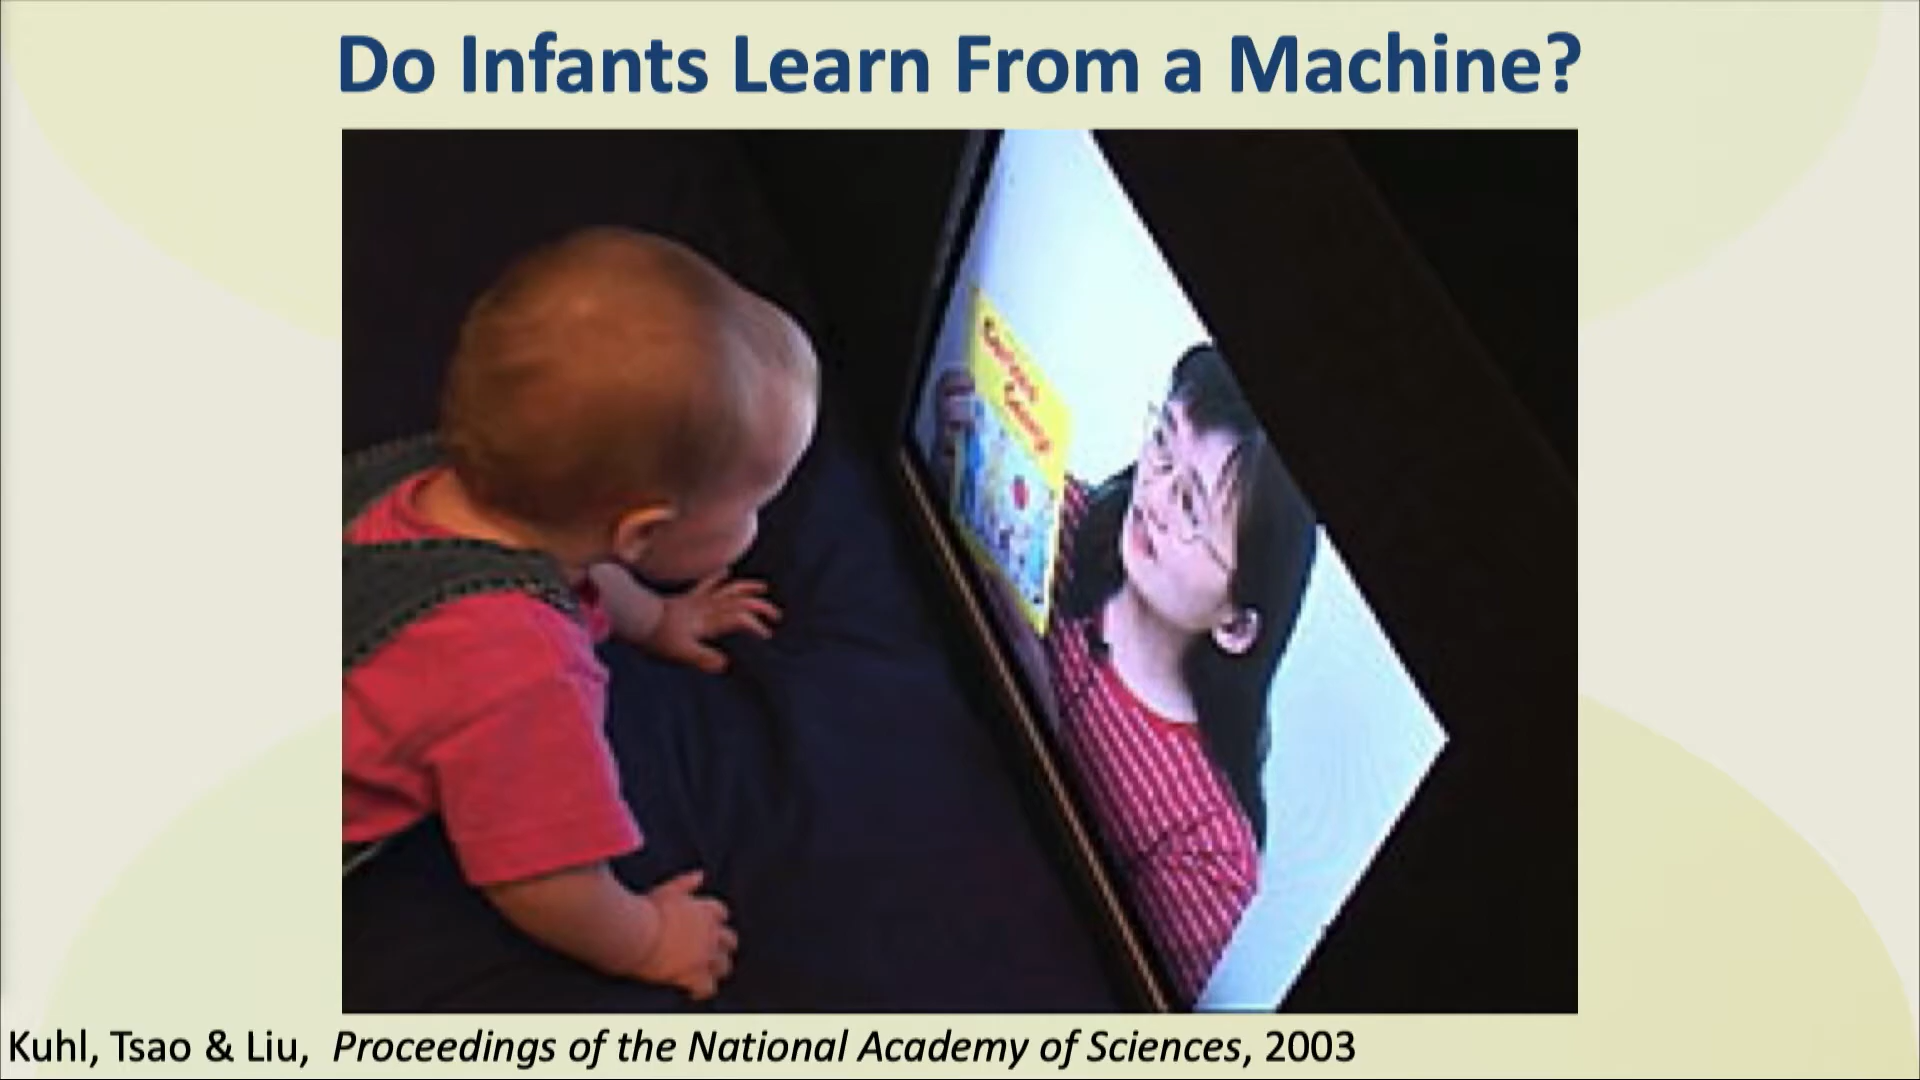 Do Infants Learn From a Machine?
Kuhl, Tsao & Liu, Proceedings of the National Academy of Sciences, 2003